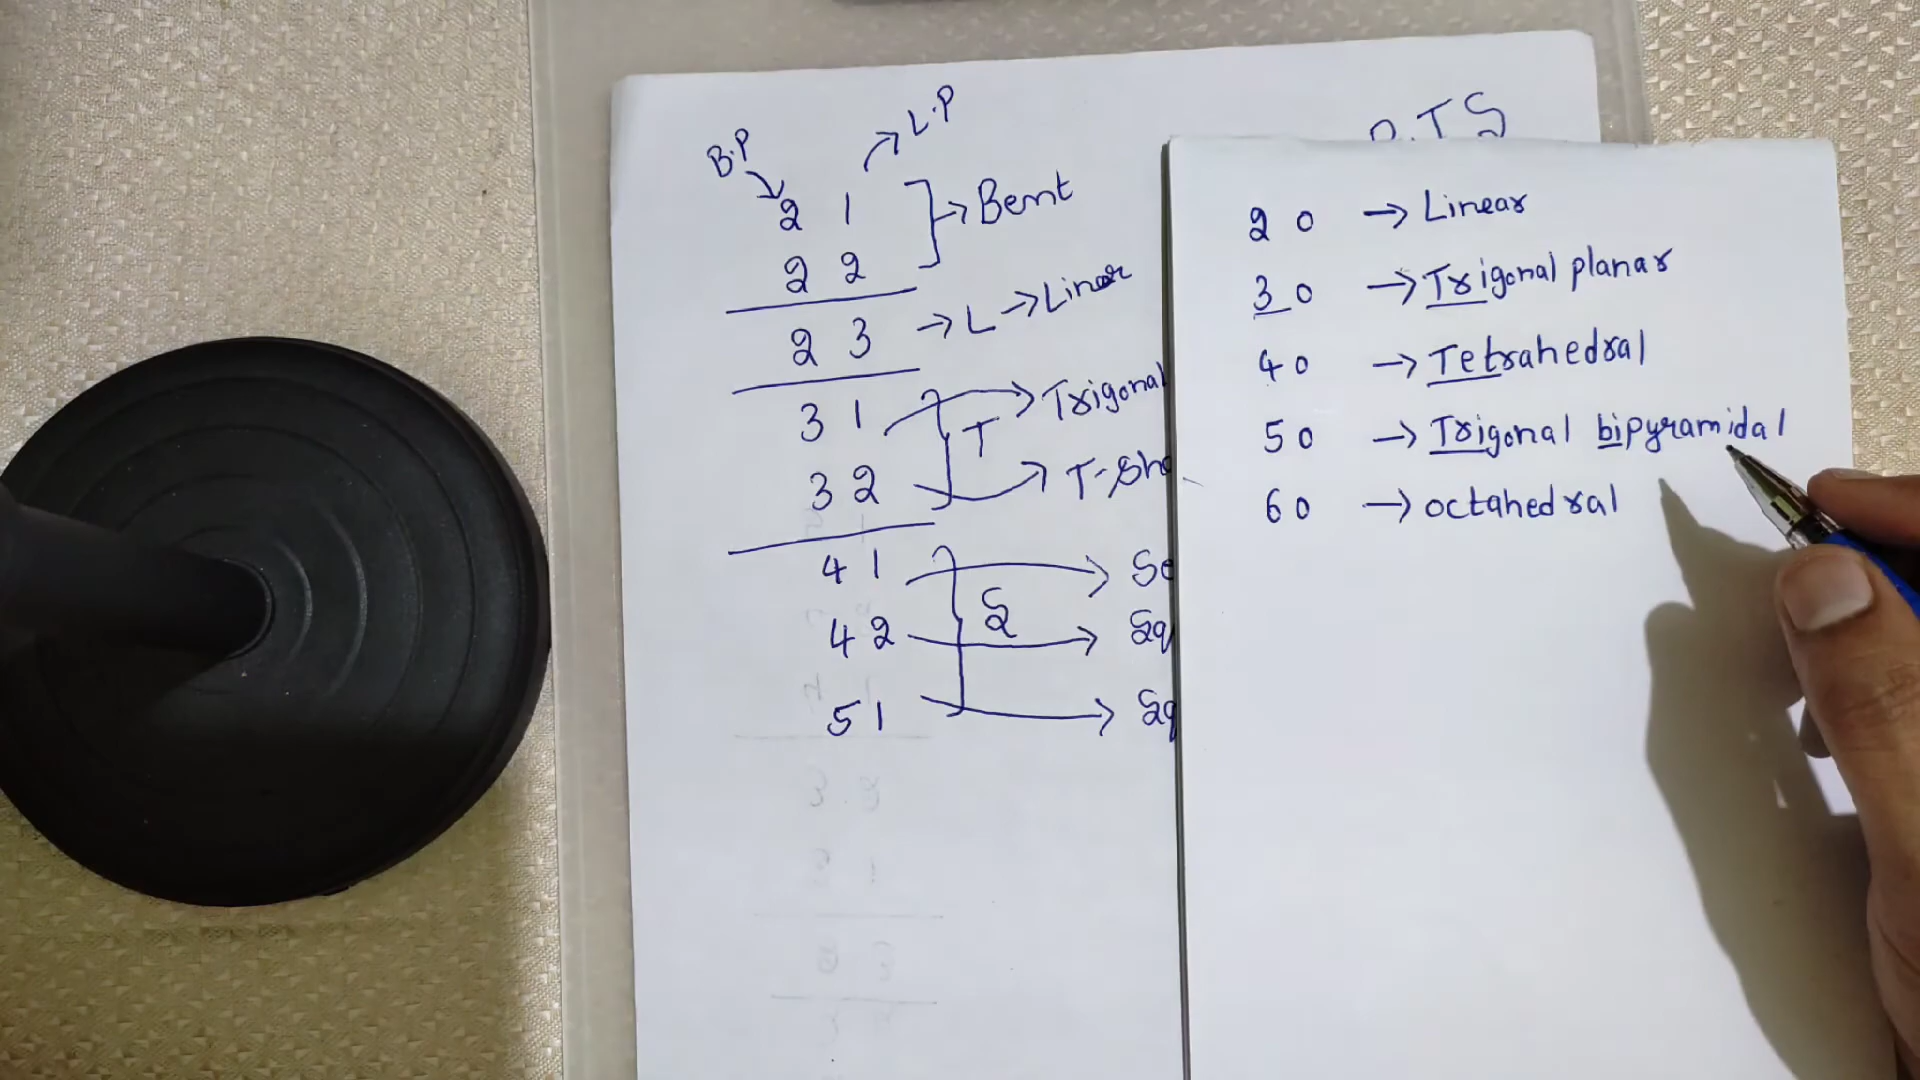 B.P
L.P
2 1
2 2
→ Bent
2 3 → L → Linear
3 1 → Trigonal
T
3 2 → T-Sha
4 1 → Se
S
4 2 → Sq
5 1 → Sq
2 0 → Linear
3 0 → Trigonal planar
4 0 → Tetrahedral
5 0 → Trigonal bipyramidal
6 0 → octahedral